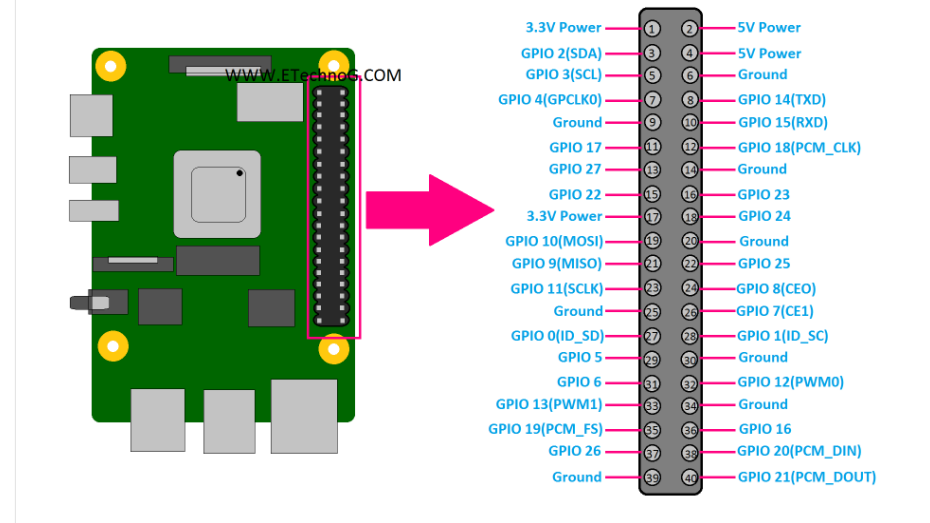 WWW.ETechnoG.COM
3.3V Power 1 2 5V Power
GPIO 2(SDA) 3 4 5V Power
GPIO 3(SCL) 5 6 Ground
GPIO 4(GPCLK0) 7 8 GPIO 14(TXD)
Ground 9 10 GPIO 15(RXD)
GPIO 17 11 12 GPIO 18(PCM_CLK)
GPIO 27 13 14 Ground
GPIO 22 15 16 GPIO 23
3.3V Power 17 18 GPIO 24
GPIO 10(MOSI) 19 20 Ground
GPIO 9(MISO) 21 22 GPIO 25
GPIO 11(SCLK) 23 24 GPIO 8(CEO)
Ground 25 26 GPIO 7(CE1)
GPIO 0(ID_SD) 27 28 GPIO 1(ID_SC)
GPIO 5 29 30 Ground
GPIO 6 31 32 GPIO 12(PWM0)
GPIO 13(PWM1) 33 34 Ground
GPIO 19(PCM_FS) 35 36 GPIO 16
GPIO 26 37 38 GPIO 20(PCM_DIN)
Ground 39 40 GPIO 21(PCM_DOUT)